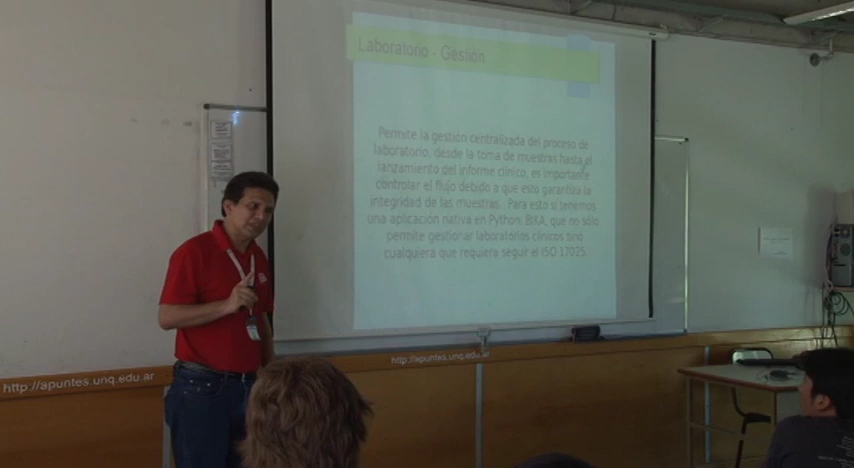 Laboratorio - Gestión
Permite la gestión centralizada del proceso de
laboratorio, desde la toma de muestras hasta el
lanzamiento del informe clínico, es importante
controlar el flujo debido a que esto garantiza la
integridad de las muestras. Para esto si tenemos
una aplicación nativa en Python: BIKA, que no sólo
permite gestionar laboratorios clínicos sino
cualquiera que requiera seguir el ISO 17025.
http://apuntes.unq.edu.ar
http://apuntes.unq.edu.ar